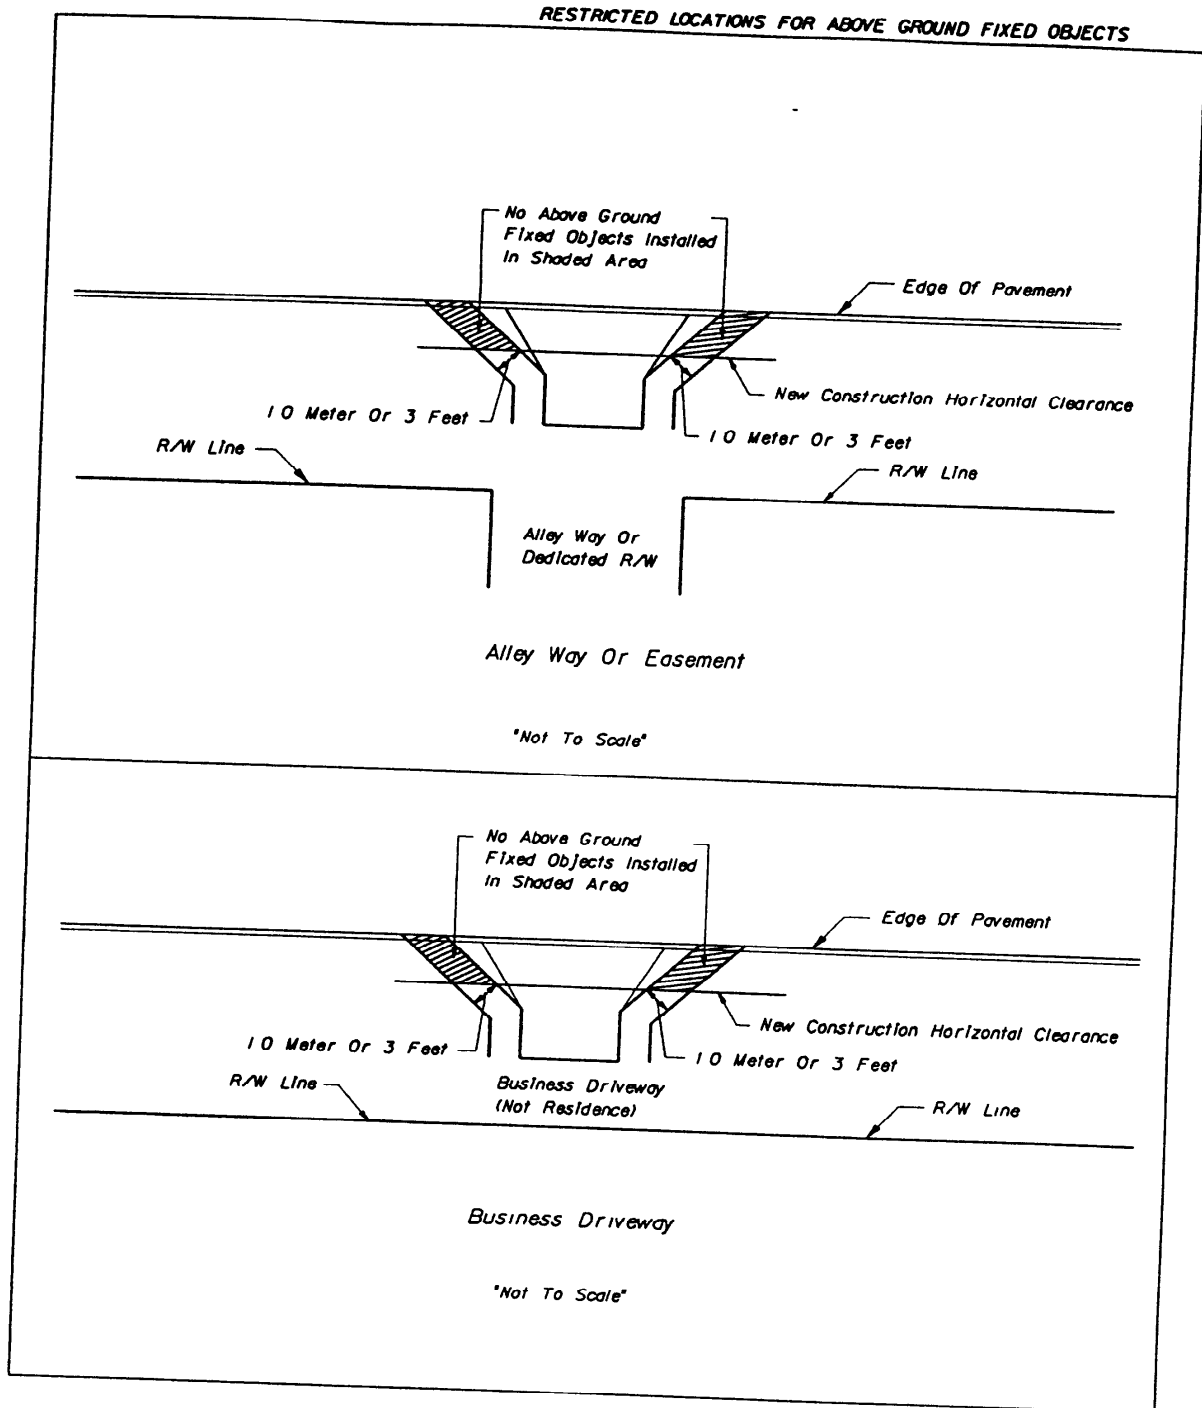 RESTRICTED LOCATIONS FOR ABOVE GROUND FIXED OBJECTS
No Above Ground
Fixed Objects Installed
In Shaded Area
Edge Of Pavement
New Construction Horizontal Clearance
1 0 Meter Or 3 Feet
1 0 Meter Or 3 Feet
R/W Line
R/W Line
Alley Way Or
Dedicated R/W
Alley Way Or Easement
"Not To Scale"
No Above Ground
Fixed Objects Installed
In Shaded Area
Edge Of Pavement
New Construction Horizontal Clearance
1 0 Meter Or 3 Feet
1 0 Meter Or 3 Feet
R/W Line
Business Driveway
(Not Residence)
R/W Line
Business Driveway
"Not To Scale"